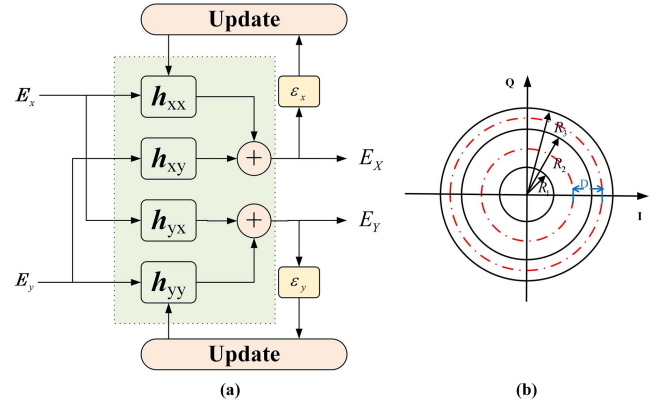 Update
E_x
h_xx
ε_x
h_xy
+
E_X
h_yx
+
E_Y
E_y
h_yy
ε_y
Update
(a)
Q
R_3
R_2
R_1
D
I
(b)